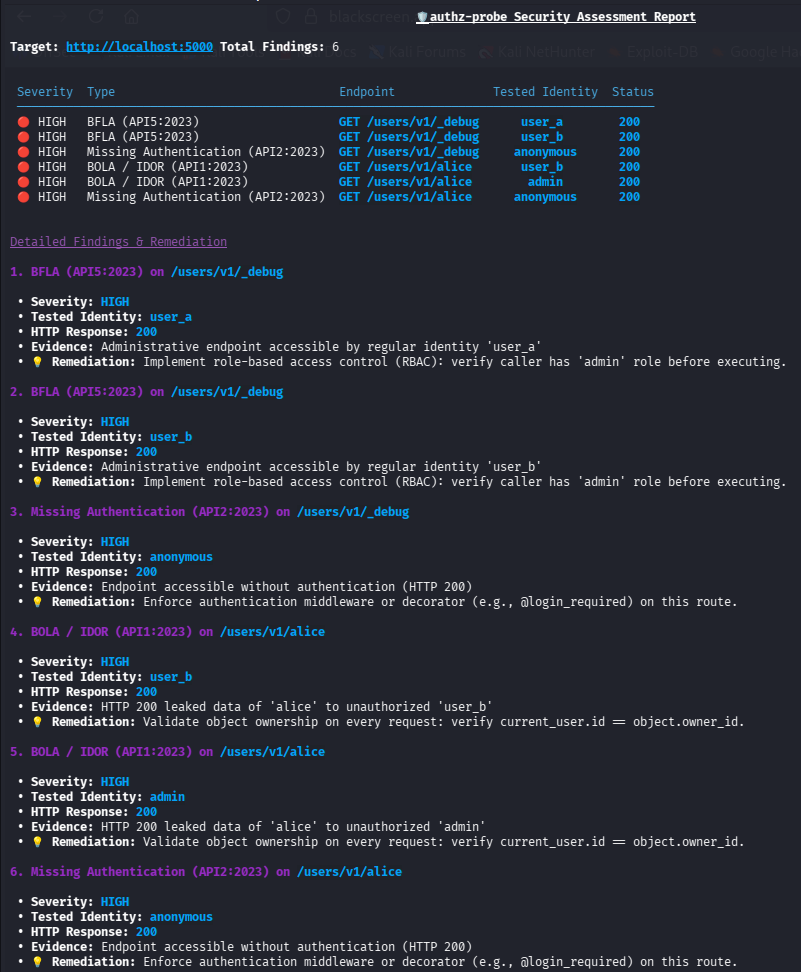 blackscreen
🛡️authz-probe Security Assessment Report
Target: http://localhost:5000 Total Findings: 6
Docs Kali Forums Kali NetHunter Exploit-DB Google Ha
Severity Type Endpoint Tested Identity Status
🔴 HIGH BFLA (API5:2023) GET /users/v1/_debug user_a 200
🔴 HIGH BFLA (API5:2023) GET /users/v1/_debug user_b 200
🔴 HIGH Missing Authentication (API2:2023) GET /users/v1/_debug anonymous 200
🔴 HIGH BOLA / IDOR (API1:2023) GET /users/v1/alice user_b 200
🔴 HIGH BOLA / IDOR (API1:2023) GET /users/v1/alice admin 200
🔴 HIGH Missing Authentication (API2:2023) GET /users/v1/alice anonymous 200
Detailed Findings & Remediation
1. BFLA (API5:2023) on /users/v1/_debug
• Severity: HIGH
• Tested Identity: user_a
• HTTP Response: 200
• Evidence: Administrative endpoint accessible by regular identity 'user_a'
• 💡 Remediation: Implement role-based access control (RBAC): verify caller has 'admin' role before executing.
2. BFLA (API5:2023) on /users/v1/_debug
• Severity: HIGH
• Tested Identity: user_b
• HTTP Response: 200
• Evidence: Administrative endpoint accessible by regular identity 'user_b'
• 💡 Remediation: Implement role-based access control (RBAC): verify caller has 'admin' role before executing.
3. Missing Authentication (API2:2023) on /users/v1/_debug
• Severity: HIGH
• Tested Identity: anonymous
• HTTP Response: 200
• Evidence: Endpoint accessible without authentication (HTTP 200)
• 💡 Remediation: Enforce authentication middleware or decorator (e.g., @login_required) on this route.
4. BOLA / IDOR (API1:2023) on /users/v1/alice
• Severity: HIGH
• Tested Identity: user_b
• HTTP Response: 200
• Evidence: HTTP 200 leaked data of 'alice' to unauthorized 'user_b'
• 💡 Remediation: Validate object ownership on every request: verify current_user.id == object.owner_id.
5. BOLA / IDOR (API1:2023) on /users/v1/alice
• Severity: HIGH
• Tested Identity: admin
• HTTP Response: 200
• Evidence: HTTP 200 leaked data of 'alice' to unauthorized 'admin'
• 💡 Remediation: Validate object ownership on every request: verify current_user.id == object.owner_id.
6. Missing Authentication (API2:2023) on /users/v1/alice
• Severity: HIGH
• Tested Identity: anonymous
• HTTP Response: 200
• Evidence: Endpoint accessible without authentication (HTTP 200)
• 💡 Remediation: Enforce authentication middleware or decorator (e.g., @login_required) on this route.